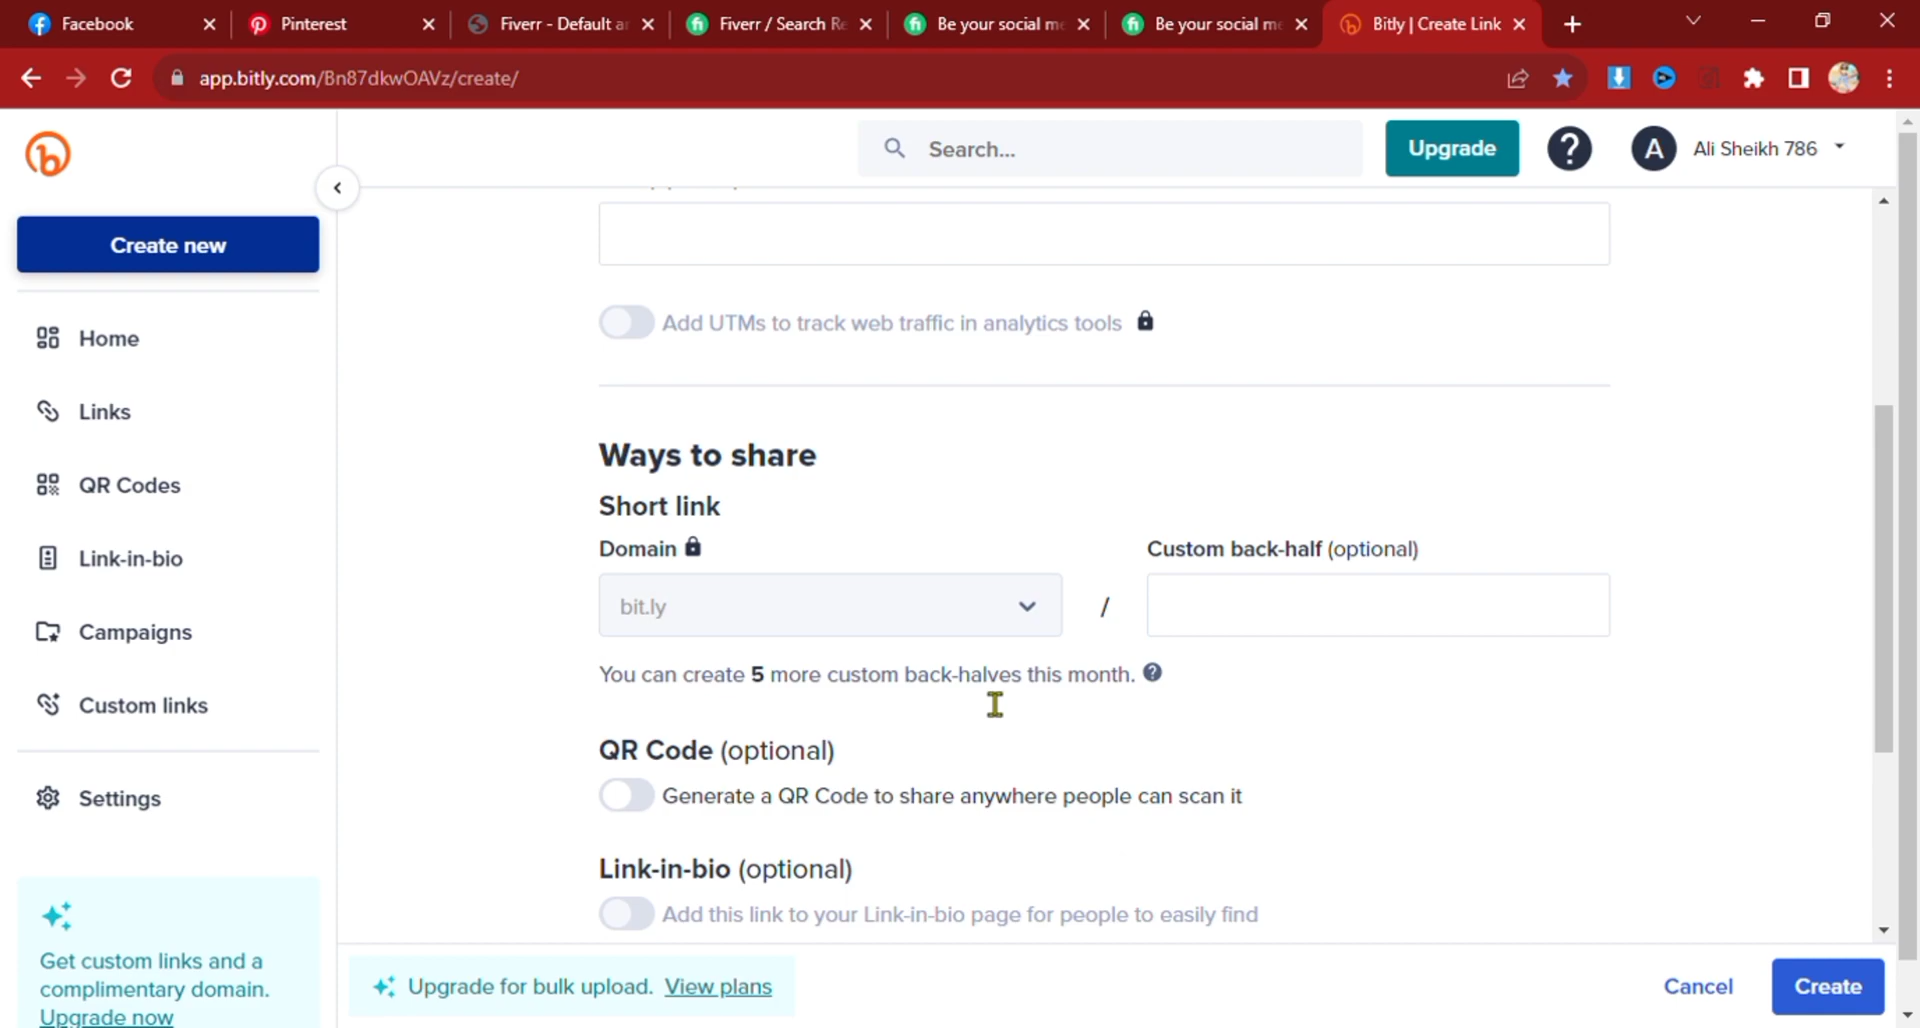 Facebook
Pinterest
Fiverr - Default a
Fiverr / Search Re
Be your social me
Be your social me
Bitly | Create Link
app.bitly.com/Bn87dkwOAVz/create/
Search...
Upgrade
?
A
Ali Sheikh 786
Create new
Home
Links
QR Codes
Link-in-bio
Campaigns
Custom links
Settings
Get custom links and a
complimentary domain.
Upgrade now
Add UTMs to track web traffic in analytics tools
Ways to share
Short link
Domain
Custom back-half (optional)
bit.ly
/
You can create 5 more custom back-halves this month.
QR Code (optional)
Generate a QR Code to share anywhere people can scan it
Link-in-bio (optional)
Add this link to your Link-in-bio page for people to easily find
Upgrade for bulk upload. View plans
Cancel
Create